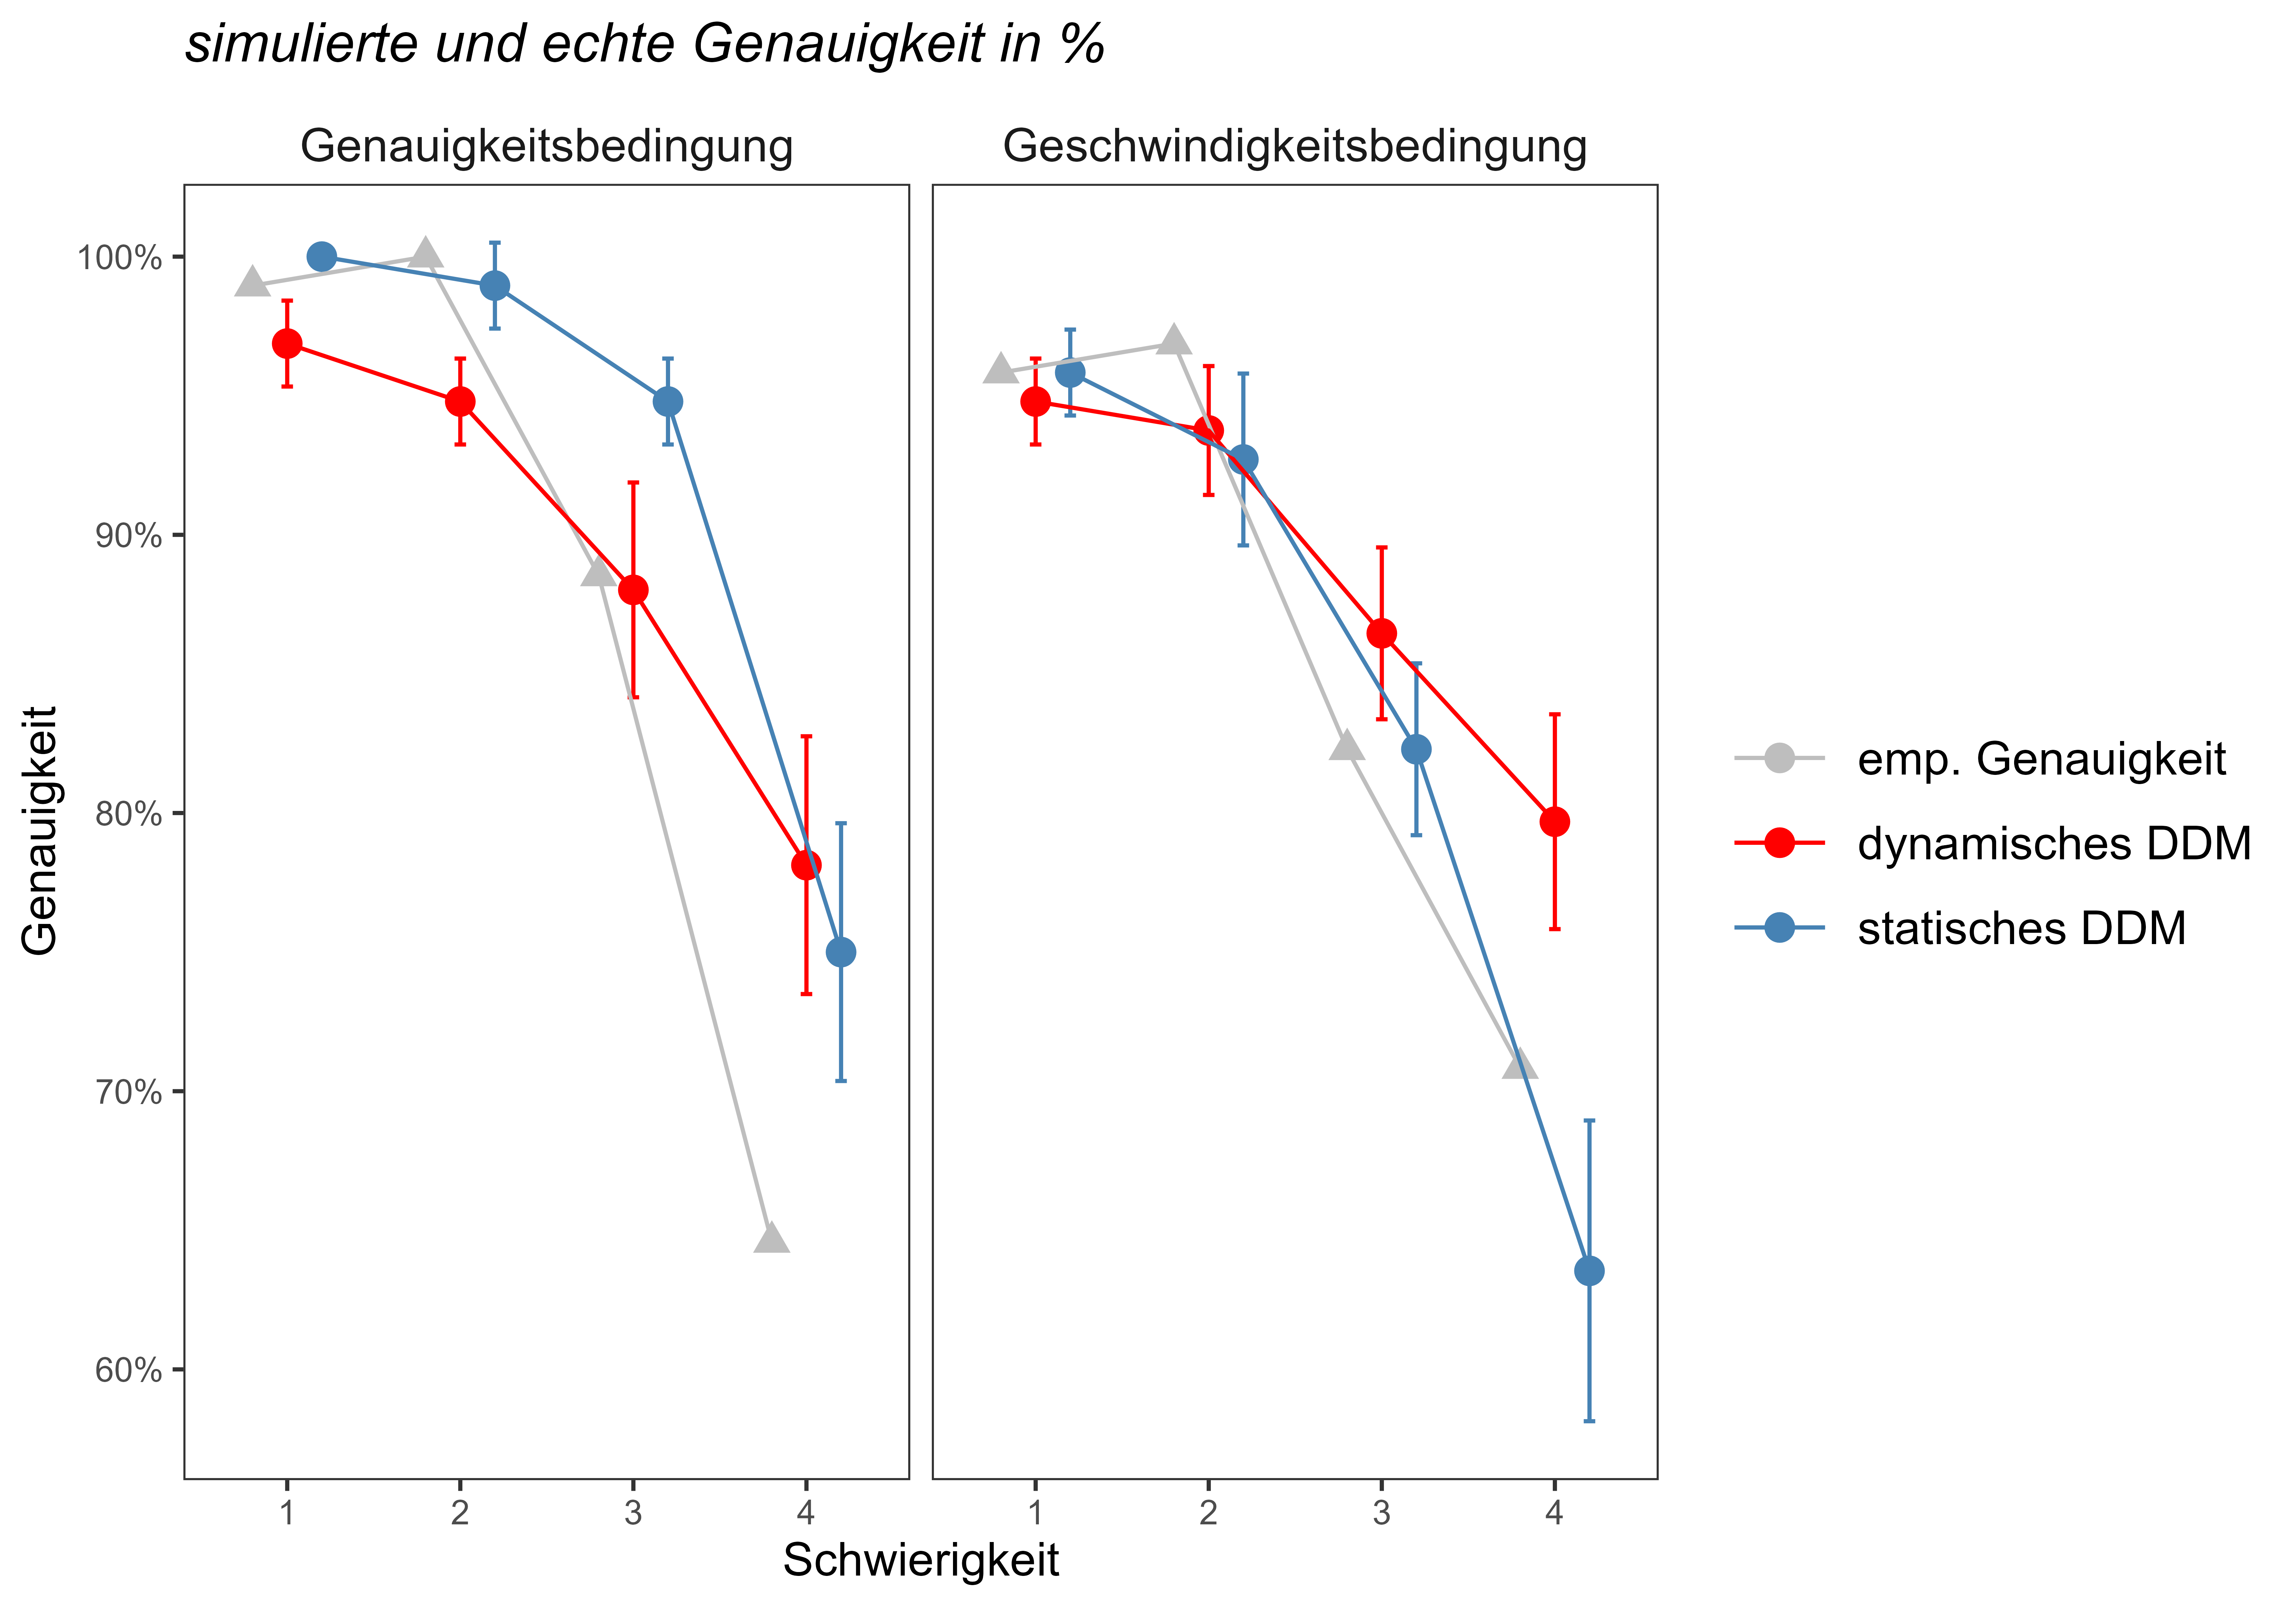 simulierte und echte Genauigkeit in %
Genauigkeitsbedingung
Geschwindigkeitsbedingung
100%
90%
80%
70%
60%
Genauigkeit
1 2 3 4
1 2 3 4
Schwierigkeit
emp. Genauigkeit
dynamisches DDM
statisches DDM